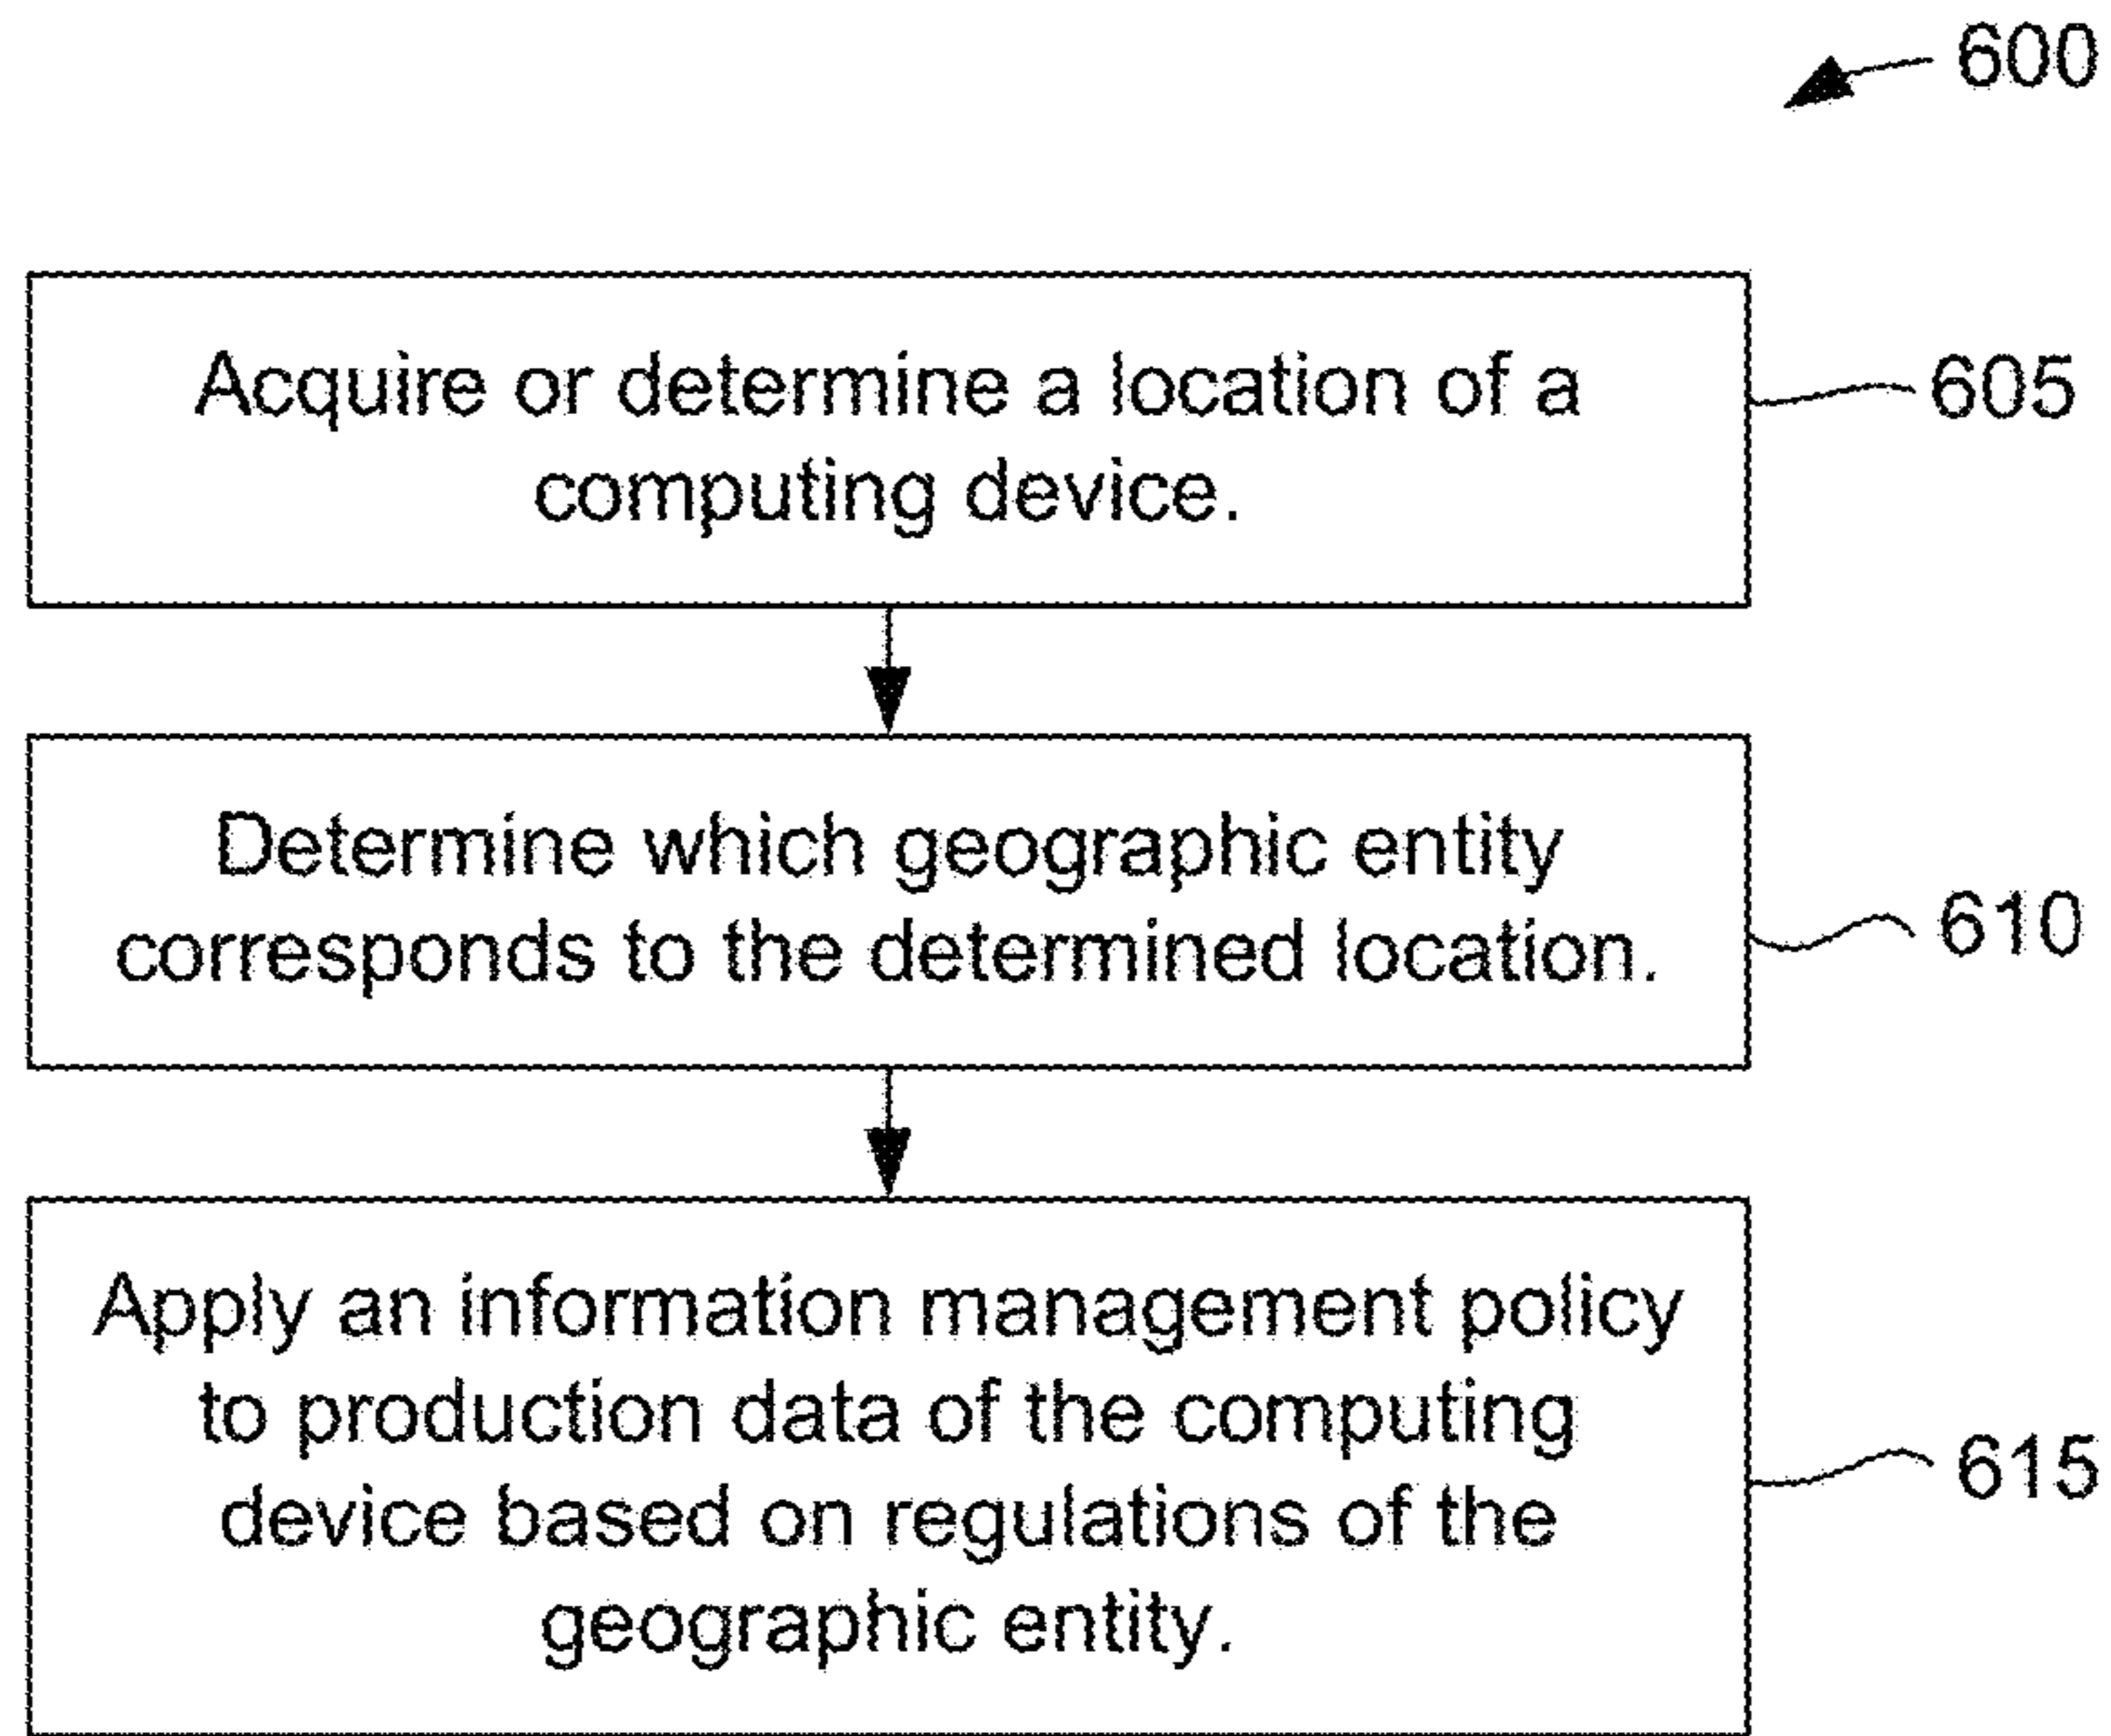 600
Acquire or determine a location of a
computing device.
605
Determine which geographic entity
corresponds to the determined location.
610
Apply an information management policy
to production data of the computing
device based on regulations of the
geographic entity.
615